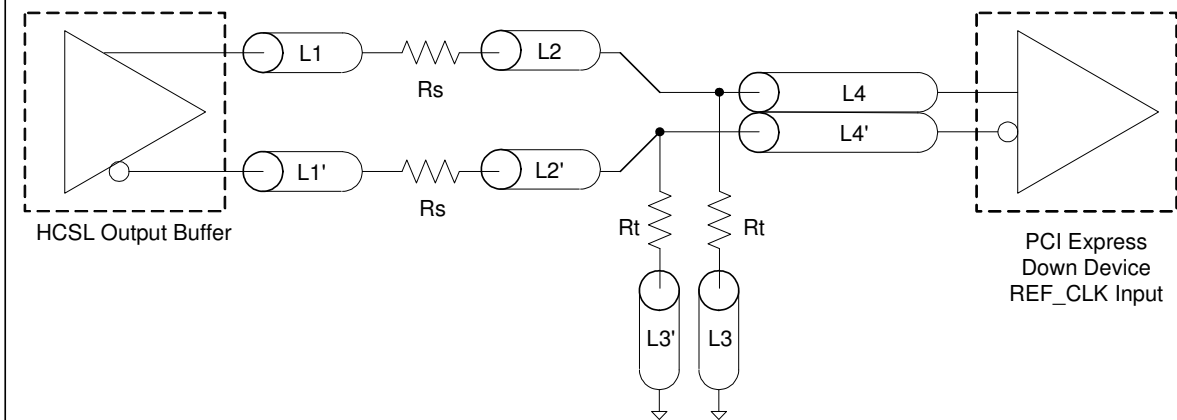 L1
Rs
L2
L4
L4'
L1'
Rs
L2'
HCSL Output Buffer
Rt
Rt
L3'
L3
PCI Express
Down Device
REF_CLK Input